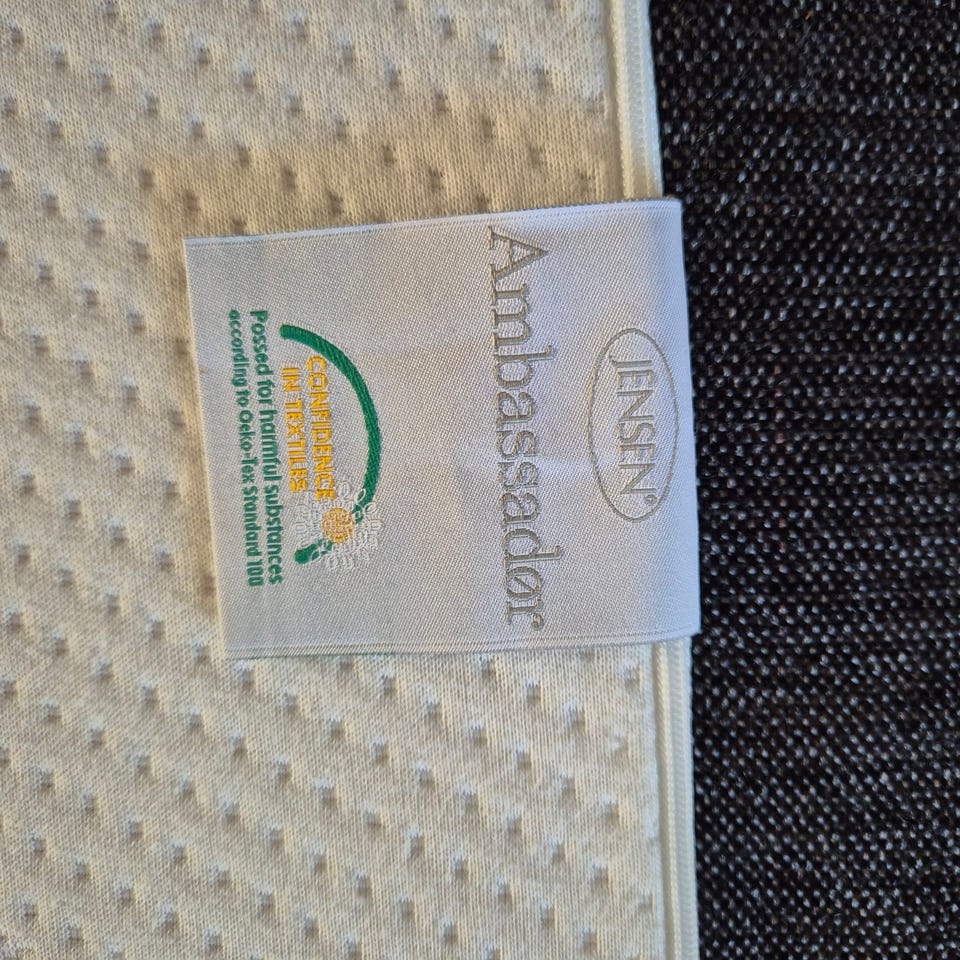 JENSEN®
Ambassadør®
CONFIDENCE
IN TEXTILES
Passed for harmful substances
according to Oeko-Tex Standard 100